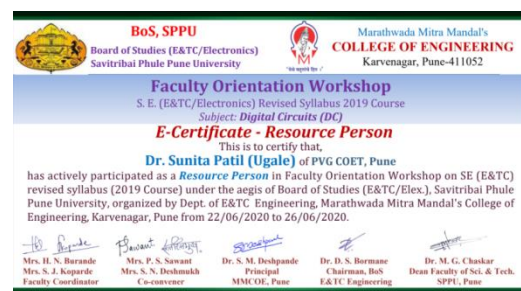 BoS, SPPU
Board of Studies (E&TC/Electronics)
Savitribai Phule Pune University
Marathwada Mitra Mandal's
COLLEGE OF ENGINEERING
Karvenagar, Pune-411052
Faculty Orientation Workshop
S. E. (E&TC/Electronics) Revised Syllabus 2019 Course
Subject: Digital Circuits (DC)
E-Certificate - Resource Person
This is to certify that,
Dr. Sunita Patil (Ugale) of PVG COET, Pune
has actively participated as a Resource Person in Faculty Orientation Workshop on SE (E&TC)
revised syllabus (2019 Course) under the aegis of Board of Studies (E&TC/Elex.), Savitribai Phule
Pune University, organized by Dept. of E&TC Engineering, Marathwada Mitra Mandal's College of
Engineering, Karvenagar, Pune from 22/06/2020 to 26/06/2020.
Mrs. H. N. Burande
Mrs. S. J. Koparde
Faculty Coordinator
Mrs. P. S. Sawant
Mrs. S. N. Deshmukh
Co-convener
Dr. S. M. Deshpande
Principal
MMCOE, Pune
Dr. D. S. Bormane
Chairman, BoS
E&TC Engineering
Dr. M. G. Chaskar
Dean Faculty of Sci. & Tech.
SPPU, Pune